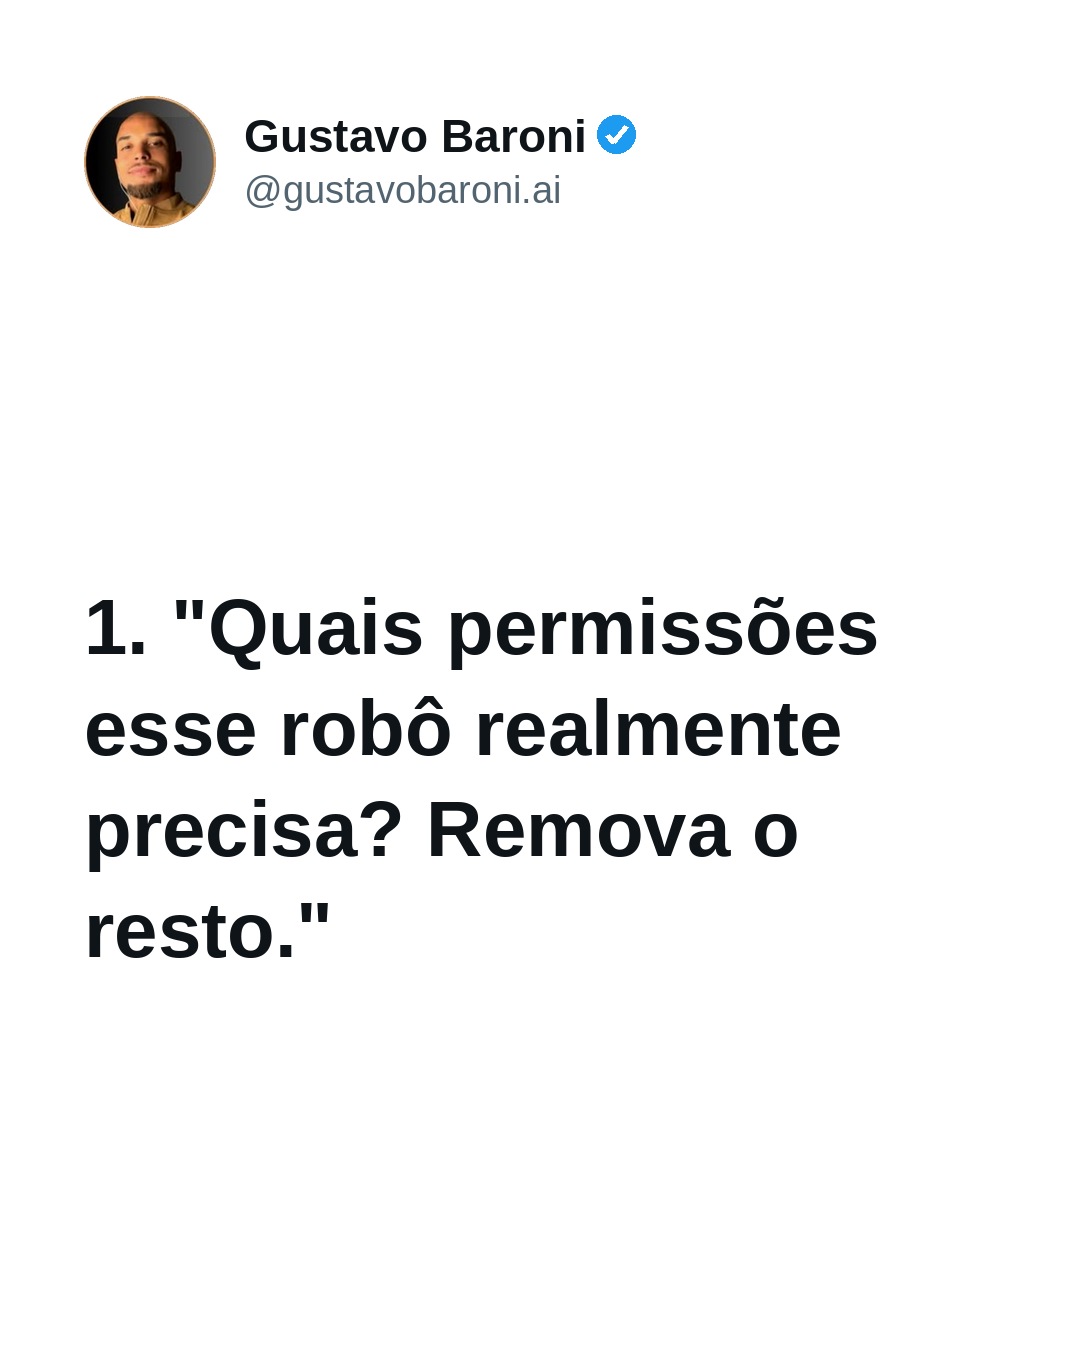 Gustavo Baroni
@gustavobaroni.ai
1. "Quais permissões
esse robô realmente
precisa? Remova o
resto."